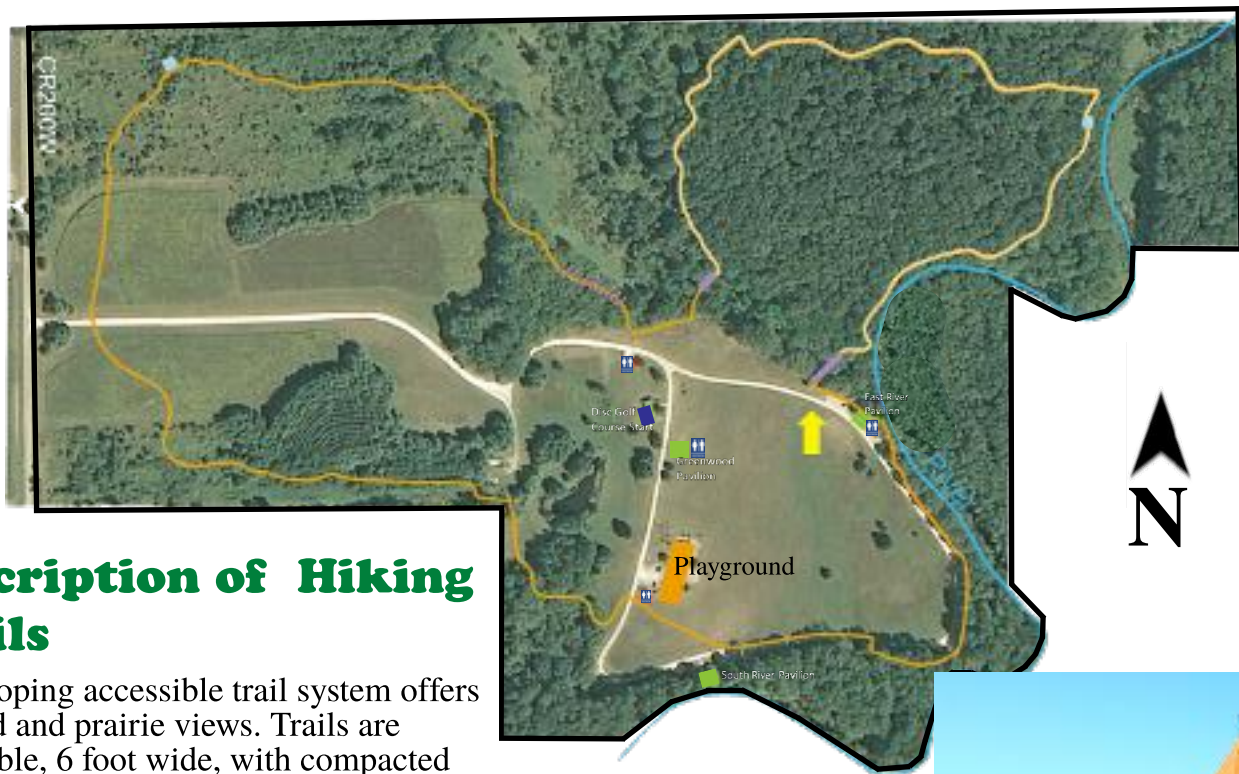 CR200W
Disc Golf
Course Start
Greenwood
Pavilion
East River
Pavilion
River
Playground
South River Pavilion
N
cription of Hiking
ils
oping accessible trail system offers
d and prairie views. Trails are
ble, 6 foot wide, with compacted